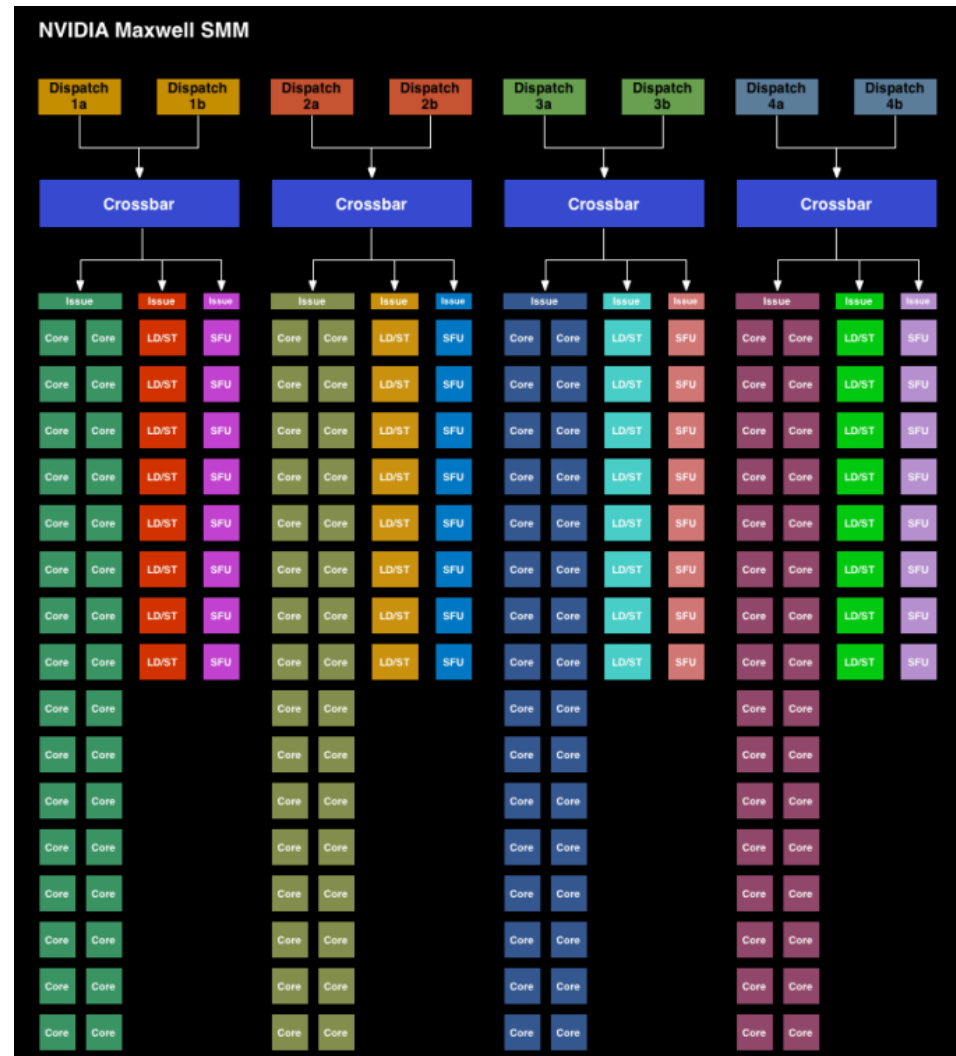 NVIDIA Maxwell SMM
Dispatch 1a Dispatch 1b Dispatch 2a Dispatch 2b Dispatch 3a Dispatch 3b Dispatch 4a Dispatch 4b
Crossbar Crossbar Crossbar Crossbar
Issue Issue Issue Issue Issue Issue Issue Issue Issue Issue Issue Issue
Core Core LD/ST SFU Core Core LD/ST SFU Core Core LD/ST SFU Core Core LD/ST SFU
Core Core LD/ST SFU Core Core LD/ST SFU Core Core LD/ST SFU Core Core LD/ST SFU
Core Core LD/ST SFU Core Core LD/ST SFU Core Core LD/ST SFU Core Core LD/ST SFU
Core Core LD/ST SFU Core Core LD/ST SFU Core Core LD/ST SFU Core Core LD/ST SFU
Core Core LD/ST SFU Core Core LD/ST SFU Core Core LD/ST SFU Core Core LD/ST SFU
Core Core LD/ST SFU Core Core LD/ST SFU Core Core LD/ST SFU Core Core LD/ST SFU
Core Core LD/ST SFU Core Core LD/ST SFU Core Core LD/ST SFU Core Core LD/ST SFU
Core Core LD/ST SFU Core Core LD/ST SFU Core Core LD/ST SFU Core Core LD/ST SFU
Core Core Core Core Core Core Core Core
Core Core Core Core Core Core Core Core
Core Core Core Core Core Core Core Core
Core Core Core Core Core Core Core Core
Core Core Core Core Core Core Core Core
Core Core Core Core Core Core Core Core
Core Core Core Core Core Core Core Core
Core Core Core Core Core Core Core Core